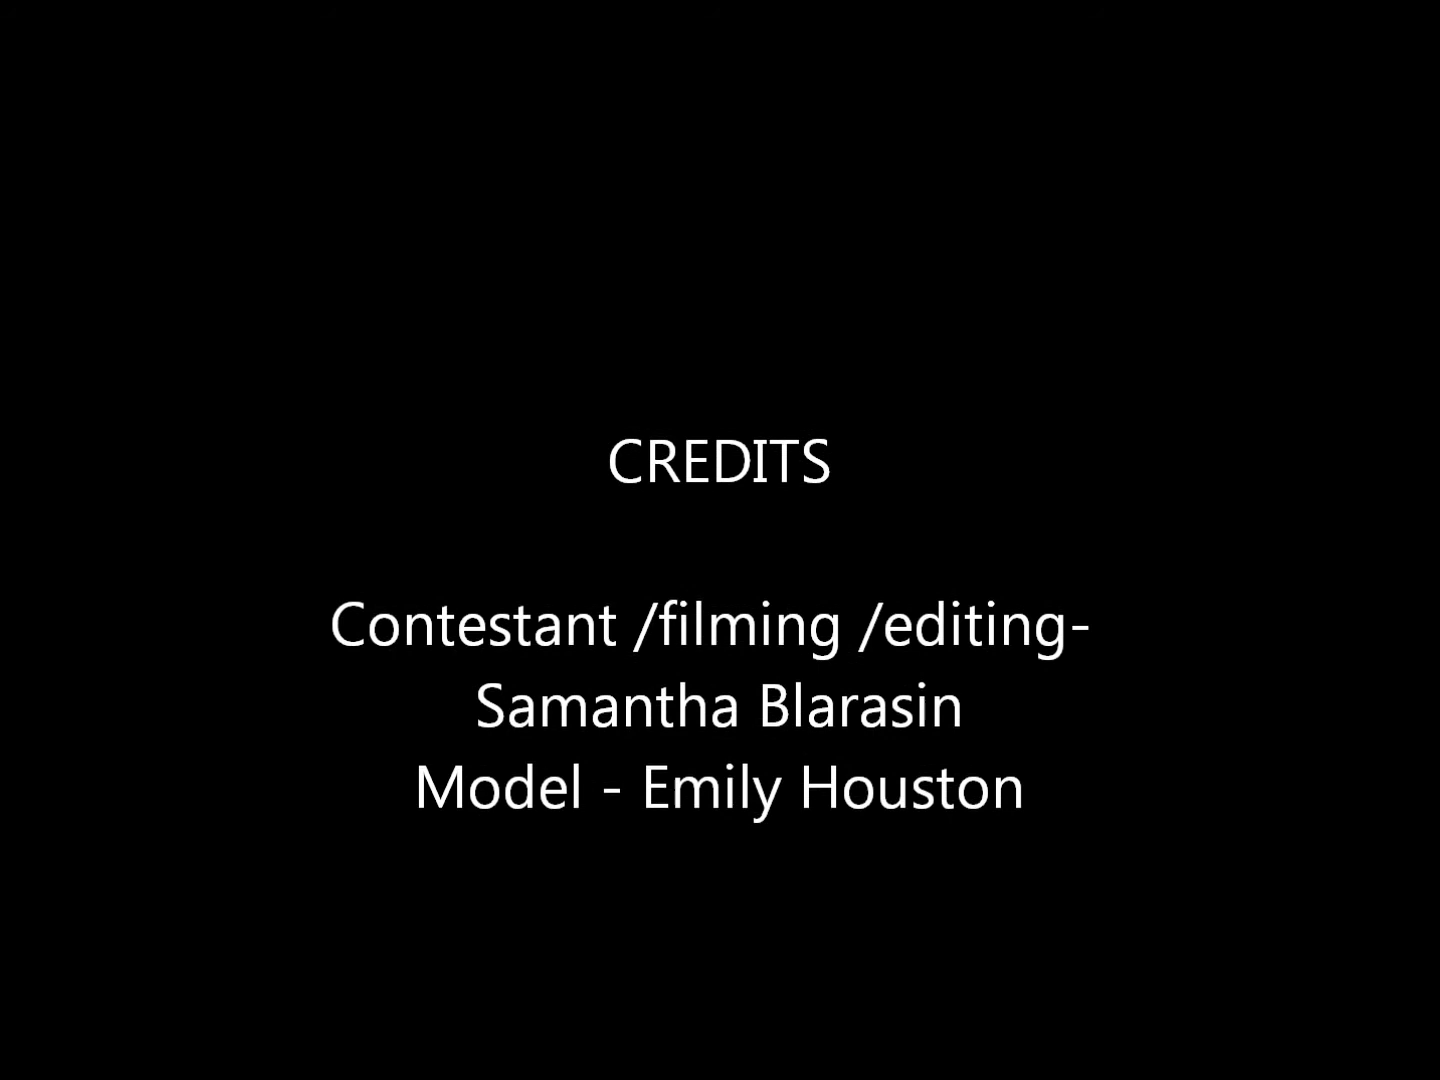 CREDITS
Contestant /filming /editing-
Samantha Blarasin
Model - Emily Houston